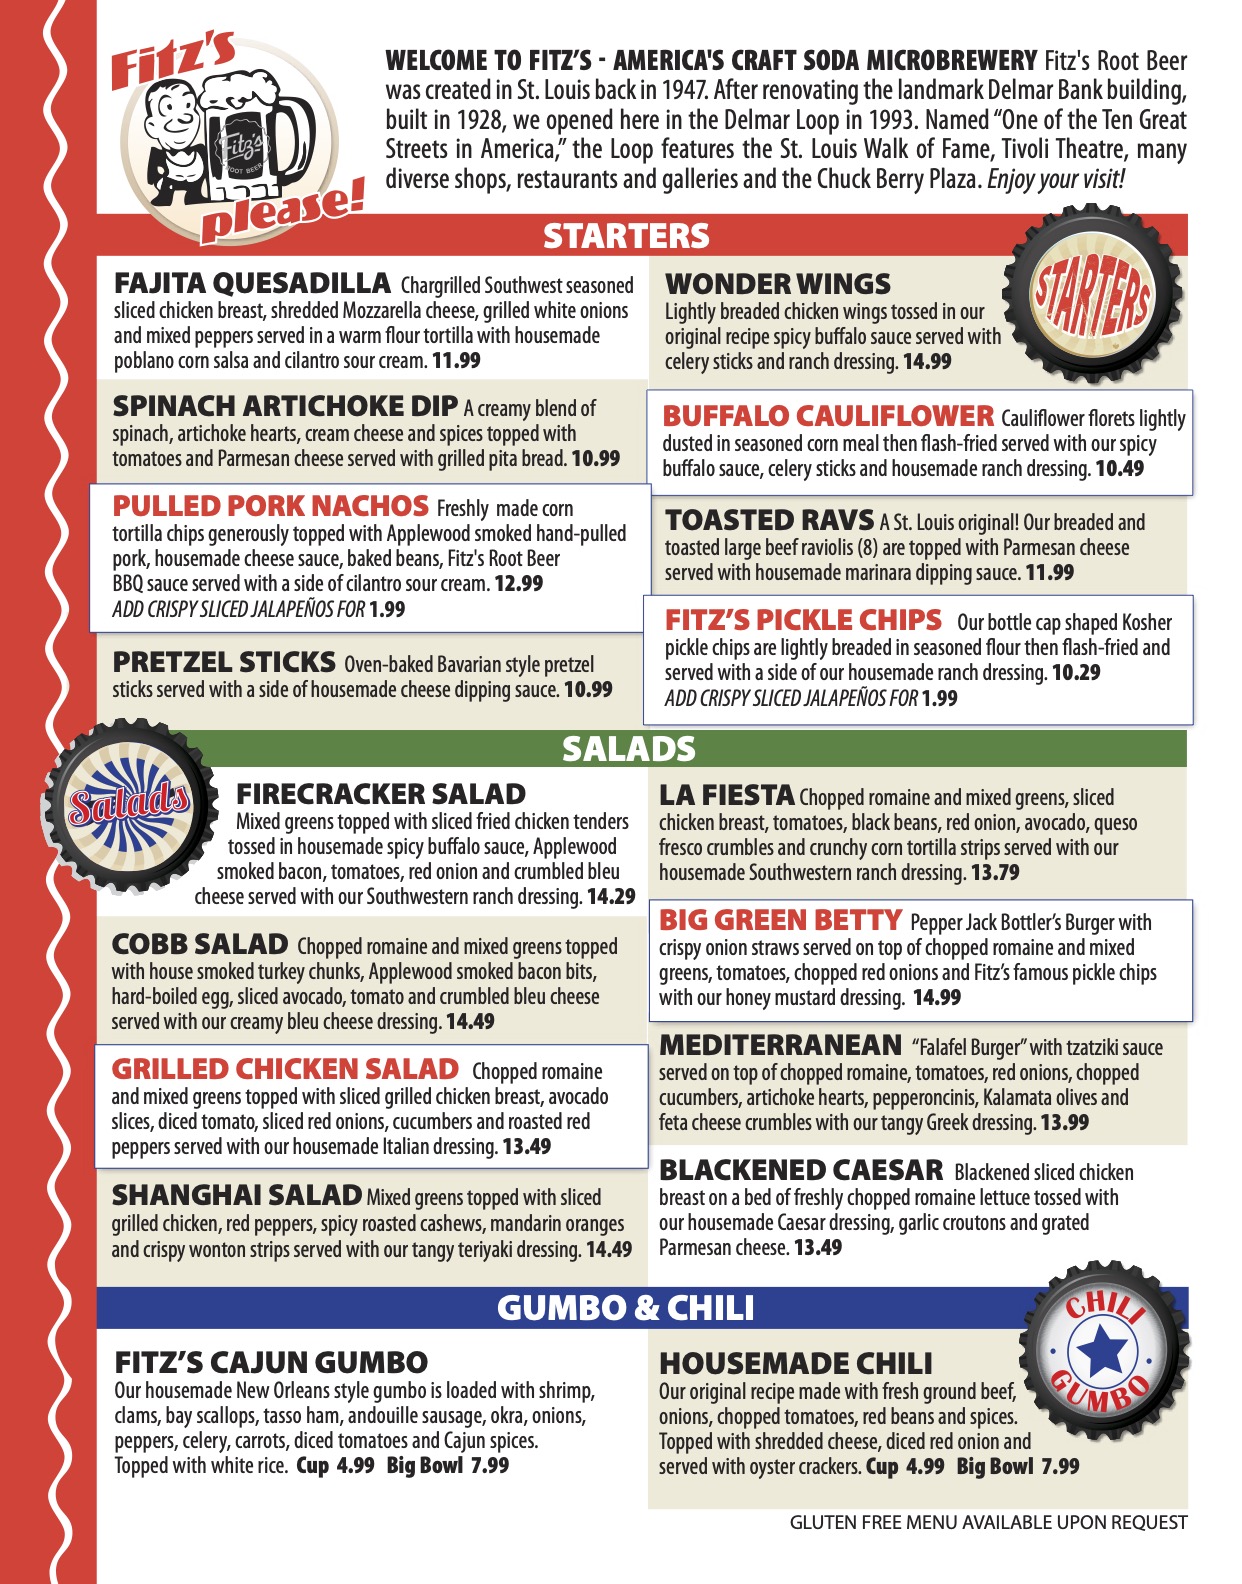 Fitz's
please!
Fitz's
ROOT BEER
WELCOME TO FITZ'S - AMERICA'S CRAFT SODA MICROBREWERY Fitz's Root Beer
was created in St. Louis back in 1947. After renovating the landmark Delmar Bank building,
built in 1928, we opened here in the Delmar Loop in 1993. Named “One of the Ten Great
Streets in America,” the Loop features the St. Louis Walk of Fame, Tivoli Theatre, many
diverse shops, restaurants and galleries and the Chuck Berry Plaza. Enjoy your visit!
STARTERS
STARTERS
FAJITA QUESADILLA Chargrilled Southwest seasoned
sliced chicken breast, shredded Mozzarella cheese, grilled white onions
and mixed peppers served in a warm flour tortilla with housemade
poblano corn salsa and cilantro sour cream. 11.99
SPINACH ARTICHOKE DIP A creamy blend of
spinach, artichoke hearts, cream cheese and spices topped with
tomatoes and Parmesan cheese served with grilled pita bread. 10.99
PULLED PORK NACHOS Freshly made corn
tortilla chips generously topped with Applewood smoked hand-pulled
pork, housemade cheese sauce, baked beans, Fitz's Root Beer
BBQ sauce served with a side of cilantro sour cream. 12.99
ADD CRISPY SLICED JALAPEÑOS FOR 1.99
PRETZEL STICKS Oven-baked Bavarian style pretzel
sticks served with a side of housemade cheese dipping sauce. 10.99
WONDER WINGS
Lightly breaded chicken wings tossed in our
original recipe spicy buffalo sauce served with
celery sticks and ranch dressing. 14.99
BUFFALO CAULIFLOWER Cauliflower florets lightly
dusted in seasoned corn meal then flash-fried served with our spicy
buffalo sauce, celery sticks and housemade ranch dressing. 10.49
TOASTED RAVS A St. Louis original! Our breaded and
toasted large beef raviolis (8) are topped with Parmesan cheese
served with housemade marinara dipping sauce. 11.99
FITZ'S PICKLE CHIPS Our bottle cap shaped Kosher
pickle chips are lightly breaded in seasoned flour then flash-fried and
served with a side of our housemade ranch dressing. 10.29
ADD CRISPY SLICED JALAPEÑOS FOR 1.99
SALADS
Salads
FIRECRACKER SALAD
Mixed greens topped with sliced fried chicken tenders
tossed in housemade spicy buffalo sauce, Applewood
smoked bacon, tomatoes, red onion and crumbled bleu
cheese served with our Southwestern ranch dressing. 14.29
COBB SALAD Chopped romaine and mixed greens topped
with house smoked turkey chunks, Applewood smoked bacon bits,
hard-boiled egg, sliced avocado, tomato and crumbled bleu cheese
served with our creamy bleu cheese dressing. 14.49
GRILLED CHICKEN SALAD Chopped romaine
and mixed greens topped with sliced grilled chicken breast, avocado
slices, diced tomato, sliced red onions, cucumbers and roasted red
peppers served with our housemade Italian dressing. 13.49
SHANGHAI SALAD Mixed greens topped with sliced
grilled chicken, red peppers, spicy roasted cashews, mandarin oranges
and crispy wonton strips served with our tangy teriyaki dressing. 14.49
LA FIESTA Chopped romaine and mixed greens, sliced
chicken breast, tomatoes, black beans, red onion, avocado, queso
fresco crumbles and crunchy corn tortilla strips served with our
housemade Southwestern ranch dressing. 13.79
BIG GREEN BETTY Pepper Jack Bottler's Burger with
crispy onion straws served on top of chopped romaine and mixed
greens, tomatoes, chopped red onions and Fitz's famous pickle chips
with our honey mustard dressing. 14.99
MEDITERRANEAN “Falafel Burger” with tzatziki sauce
served on top of chopped romaine, tomatoes, red onions, chopped
cucumbers, artichoke hearts, pepperoncinis, Kalamata olives and
feta cheese crumbles with our tangy Greek dressing. 13.99
BLACKENED CAESAR Blackened sliced chicken
breast on a bed of freshly chopped romaine lettuce tossed with
our housemade Caesar dressing, garlic croutons and grated
Parmesan cheese. 13.49
GUMBO & CHILI
CHILI
GUMBO
FITZ'S CAJUN GUMBO
Our housemade New Orleans style gumbo is loaded with shrimp,
clams, bay scallops, tasso ham, andouille sausage, okra, onions,
peppers, celery, carrots, diced tomatoes and Cajun spices.
Topped with white rice. Cup 4.99 Big Bowl 7.99
HOUSEMADE CHILI
Our original recipe made with fresh ground beef,
onions, chopped tomatoes, red beans and spices.
Topped with shredded cheese, diced red onion and
served with oyster crackers. Cup 4.99 Big Bowl 7.99
GLUTEN FREE MENU AVAILABLE UPON REQUEST